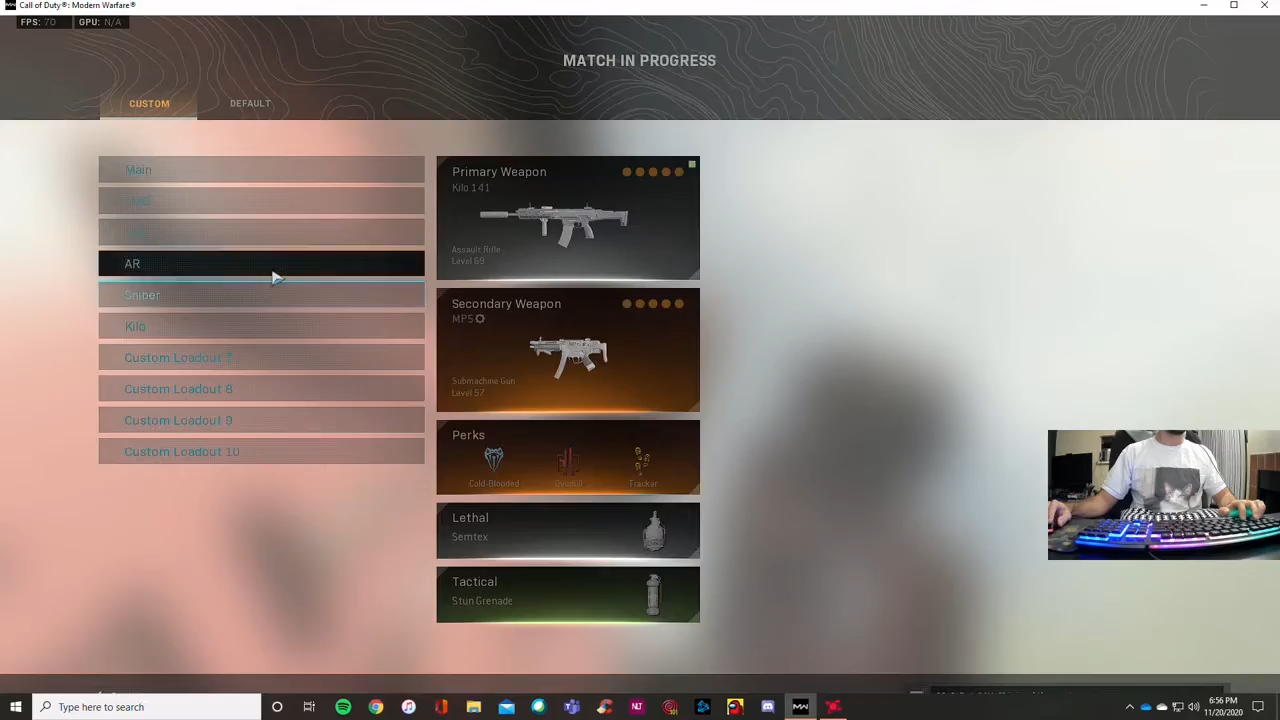 Call of Duty®: Modern Warfare®
FPS: 70 GPU: N/A
MATCH IN PROGRESS
CUSTOM DEFAULT
Main
AR
Sniper
Kilo
Custom Loadout 7
Custom Loadout 8
Custom Loadout 9
Custom Loadout 10
Primary Weapon
Kilo 141
Assault Rifle
Level 69
Secondary Weapon
MP5
Submachine Gun
Level 57
Perks
Cold-Blooded Overkill Tracker
Lethal
Semtex
Tactical
Stun Grenade
Type here to search
6:56 PM
11/20/2020